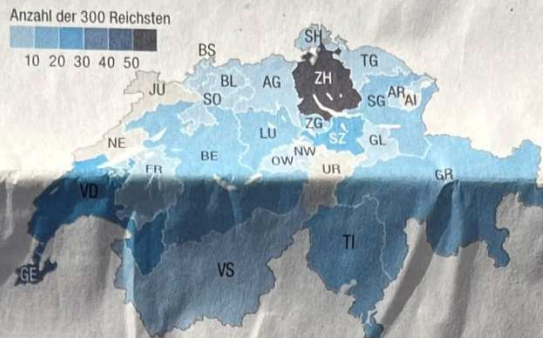 Anzahl der 300 Reichsten
10 20 30 40 50
SH
BS
TG
JU
BL
AG
ZH
SO
SG
AR
AI
ZG
LU
SZ
GL
NE
BE
NW
OW
FR
UR
GR
VD
TI
VS
GE